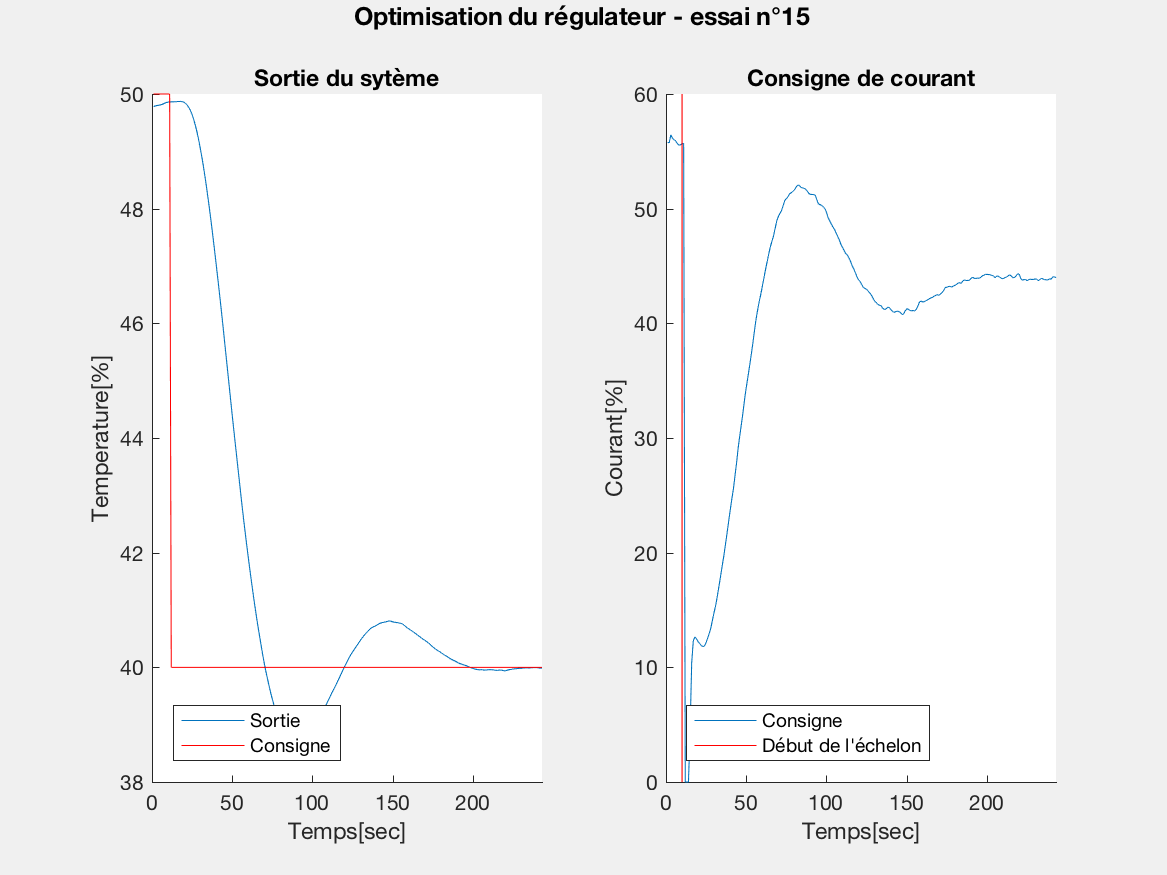 Optimisation du régulateur - essai n°15
Sortie du sytème
50
48
46
44
42
40
38
0
50
100
150
200
Temperature[%]
Temps[sec]
Sortie
Consigne
Consigne de courant
60
50
40
30
20
10
0
0
50
100
150
200
Courant[%]
Temps[sec]
Consigne
Début de l'échelon